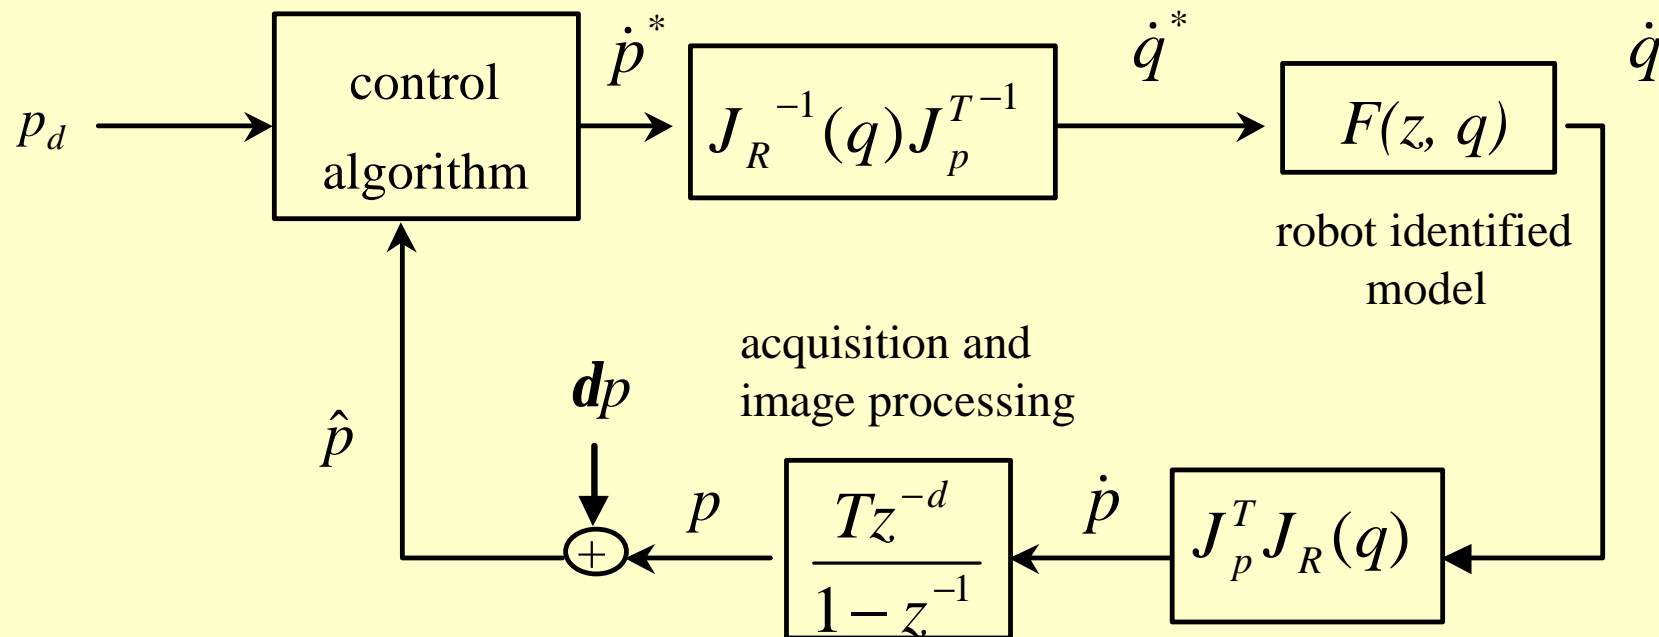 p_d
control
algorithm
ṗ*
J_R^{-1}(q)J_p^{T^{-1}}
q̇*
F(z, q)
q̇
robot identified
model
acquisition and
image processing
dp
p̂
p
Tz^{-d}
1 − z^{-1}
ṗ
J_p^T J_R(q)
+